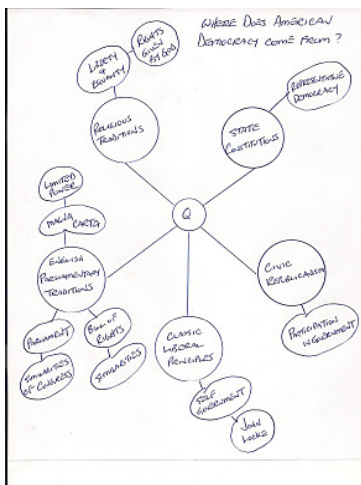 WHERE DOES AMERICAN
DEMOCRACY COME FROM?
RIGHTS
GIVEN
BY GOD
LIBERTY
&
EQUALITY
RELIGIOUS
TRADITIONS
REPRESENTATIVE
DEMOCRACY
STATE
CONSTITUTIONS
LIMITED
POWER
MAGNA
CARTA
ENGLISH
PARLIAMENTARY
TRADITIONS
PARLIAMENT
SIMILARITIES
OF CONGRESS
BILL OF
RIGHTS
SIMILARITIES
Q
CLASSIC
LIBERAL
PRINCIPLES
SELF
GOVERNMENT
JOHN
LOCKE
CIVIC
REPUBLICANISM
PARTICIPATION
IN GOVERNMENT